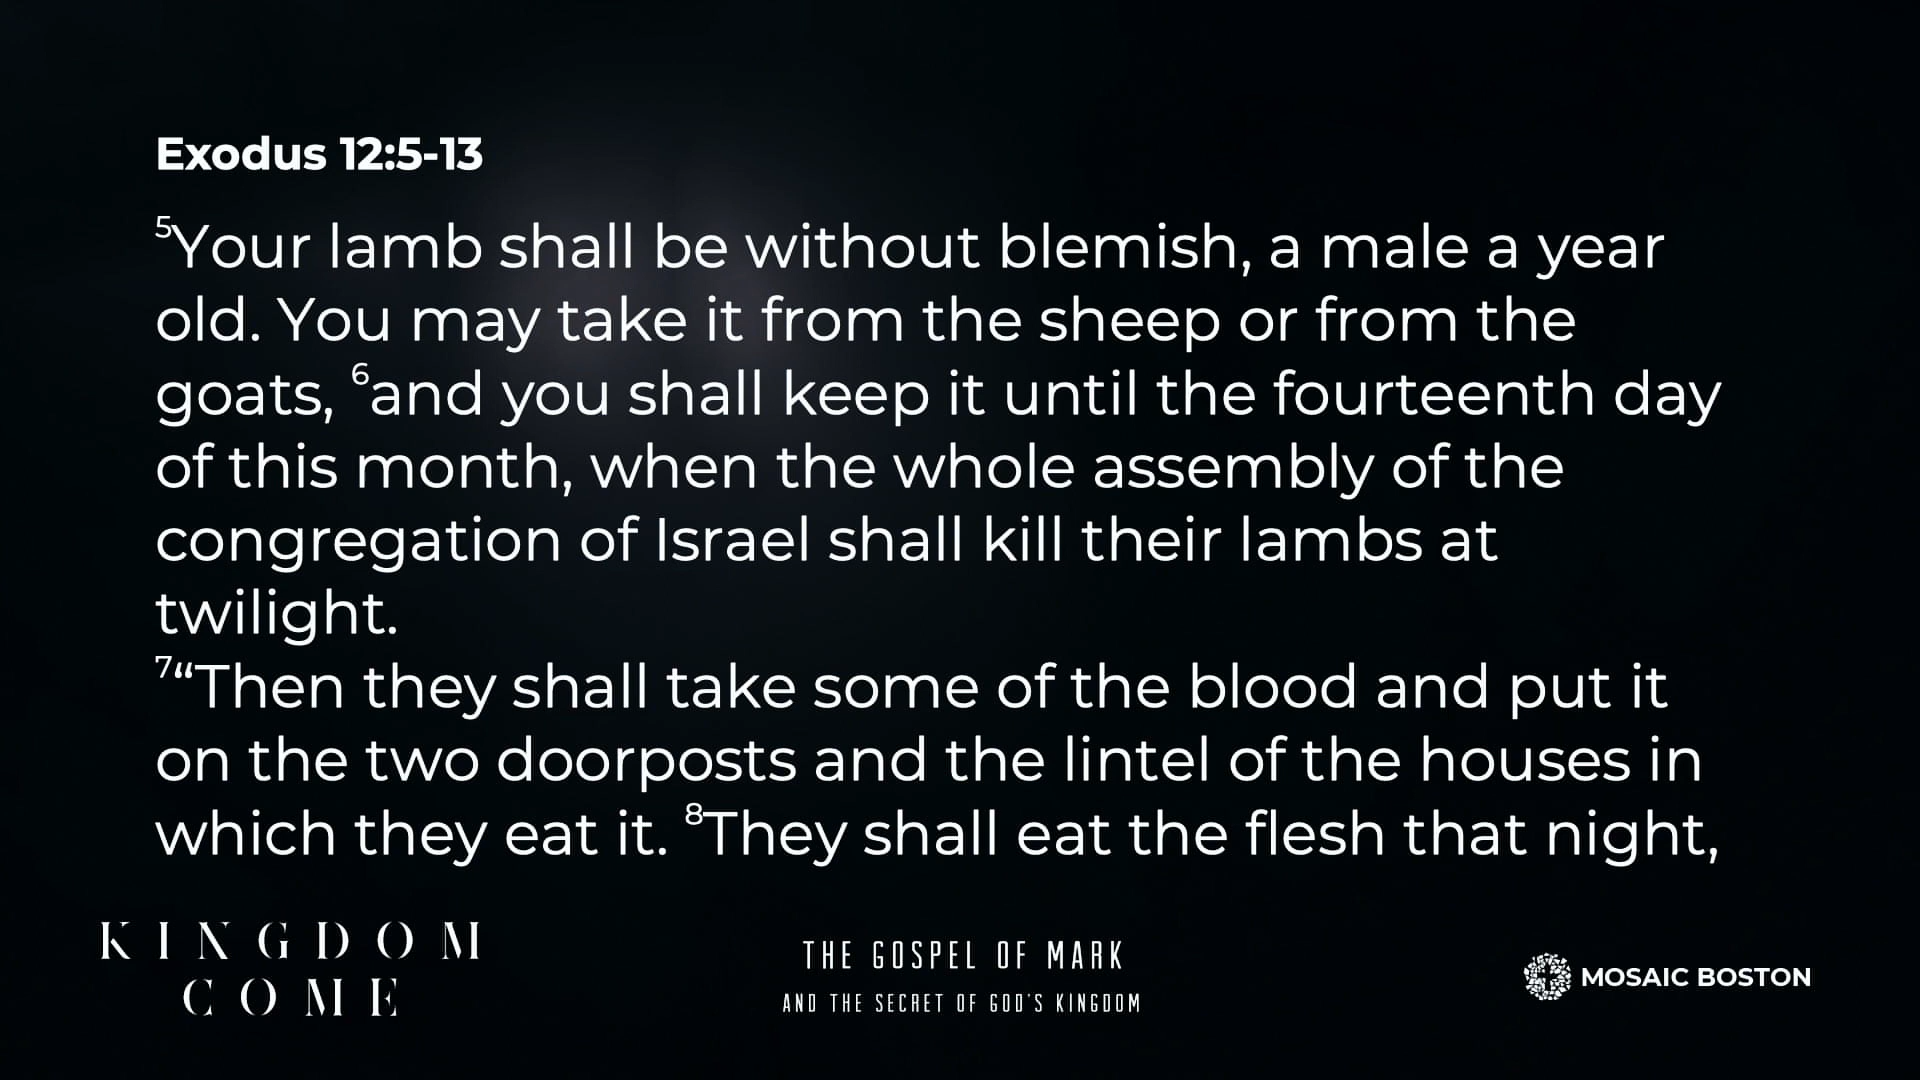 Exodus 12:5-13
5Your lamb shall be without blemish, a male a year
old. You may take it from the sheep or from the
goats, 6and you shall keep it until the fourteenth day
of this month, when the whole assembly of the
congregation of Israel shall kill their lambs at
twilight.
7“Then they shall take some of the blood and put it
on the two doorposts and the lintel of the houses in
which they eat it. 8They shall eat the flesh that night,
KINGDOM
COME
THE GOSPEL OF MARK
AND THE SECRET OF GOD'S KINGDOM
MOSAIC BOSTON